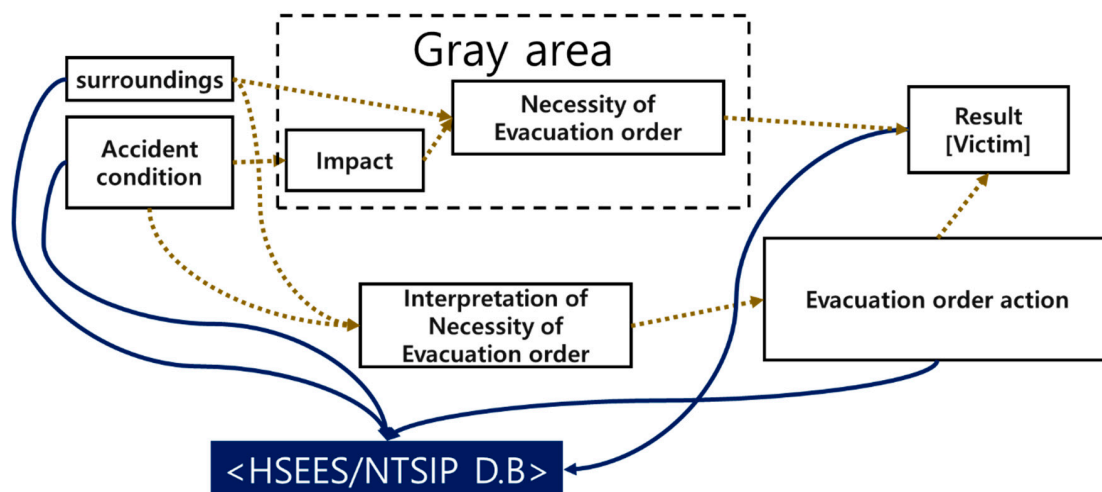 Gray area
surroundings
Necessity of
Evacuation order
Result
[Victim]
Accident
condition
Impact
Interpretation of
Necessity of
Evacuation order
Evacuation order action
<HSEES/NTSIP D.B>